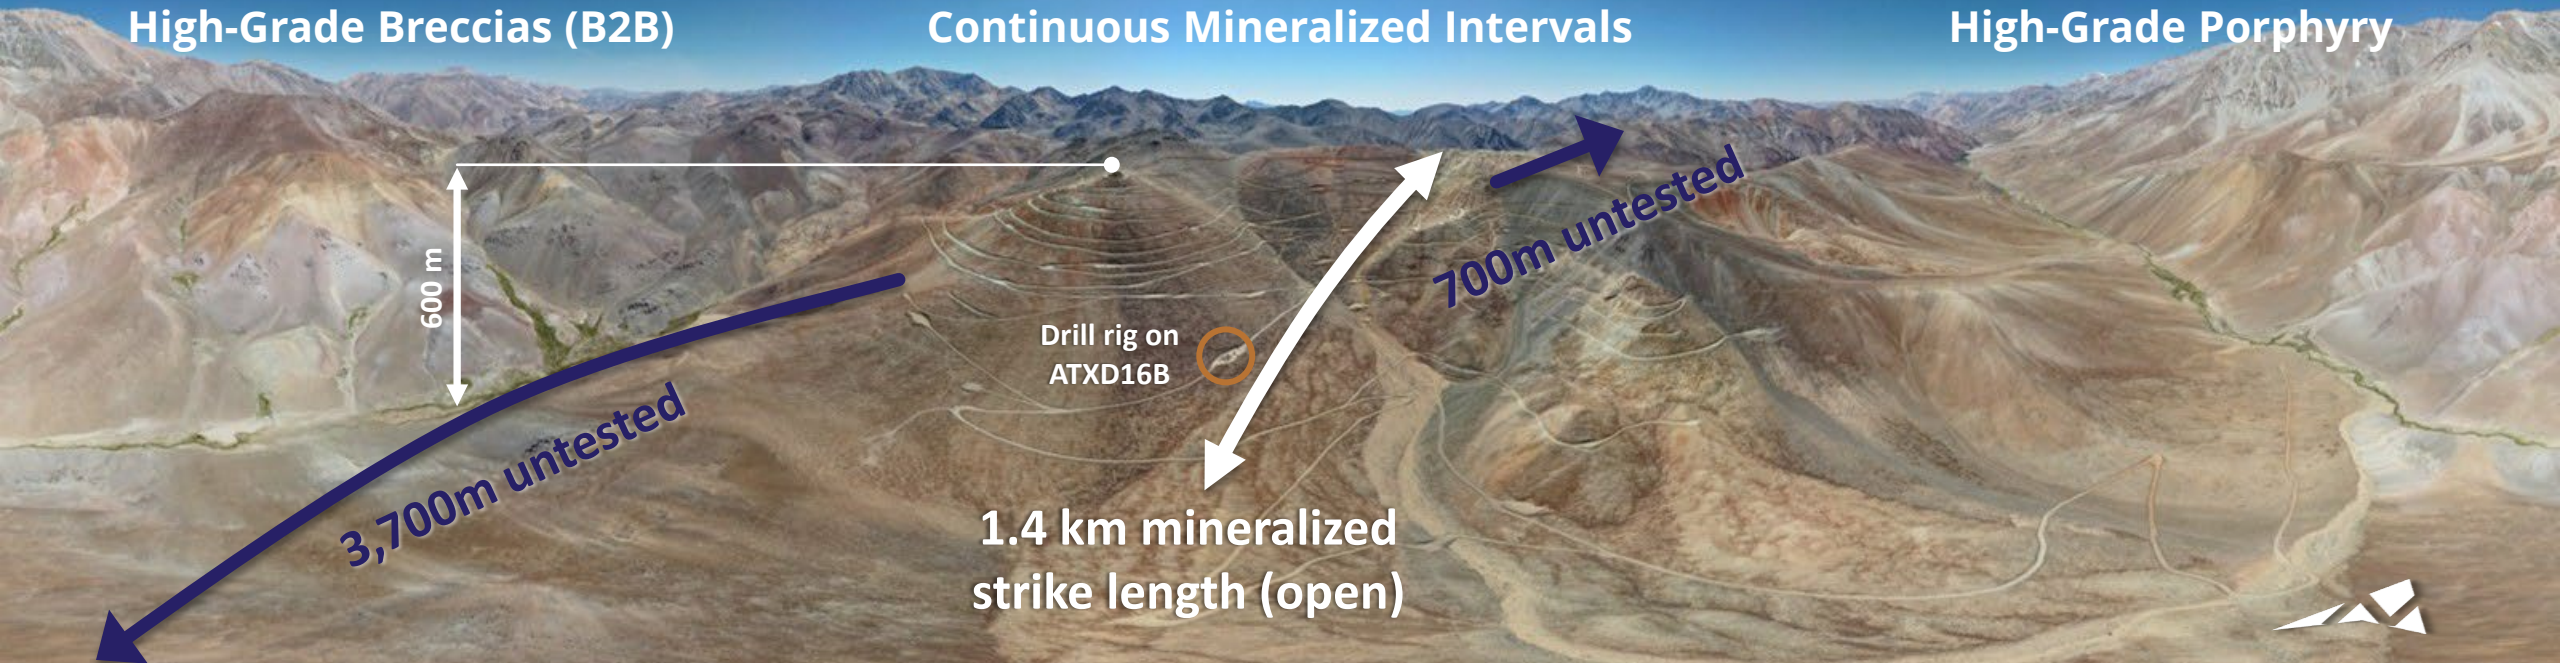 High-Grade Breccias (B2B)
Continuous Mineralized Intervals
High-Grade Porphyry
600 m
700m untested
Drill rig on
ATXD16B
3,700m untested
1.4 km mineralized
strike length (open)